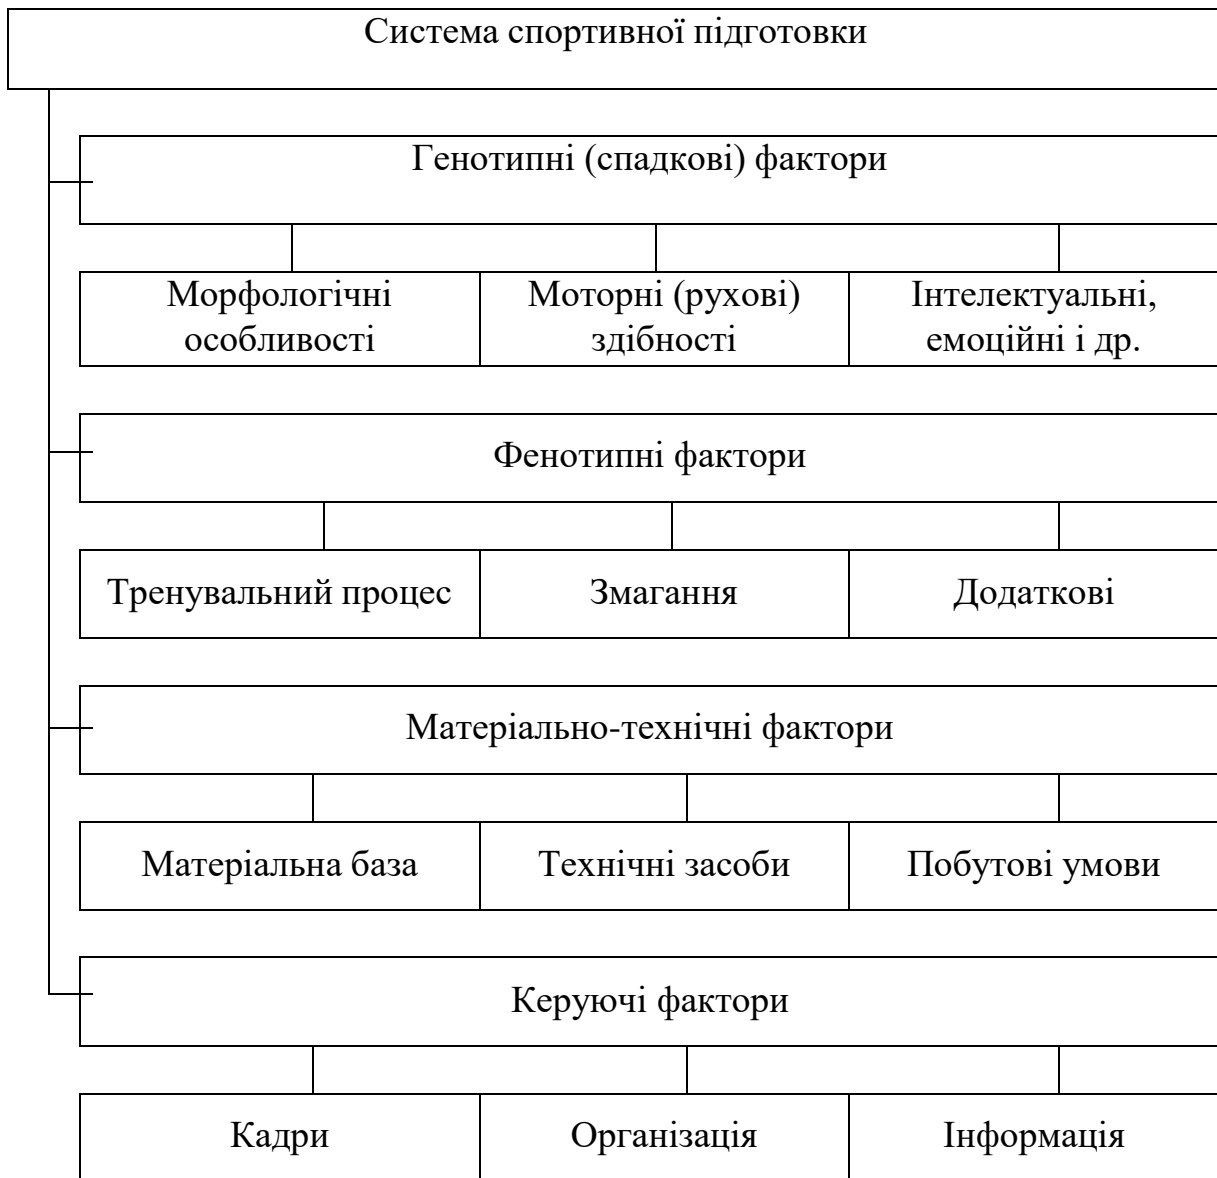 Система спортивної підготовки
Генотипні (спадкові) фактори
Морфологічні
особливості
Моторні (рухові)
здібності
Інтелектуальні,
емоційні і др.
Фенотипні фактори
Тренувальний процес
Змагання
Додаткові
Матеріально-технічні фактори
Матеріальна база
Технічні засоби
Побутові умови
Керуючі фактори
Кадри
Організація
Інформація